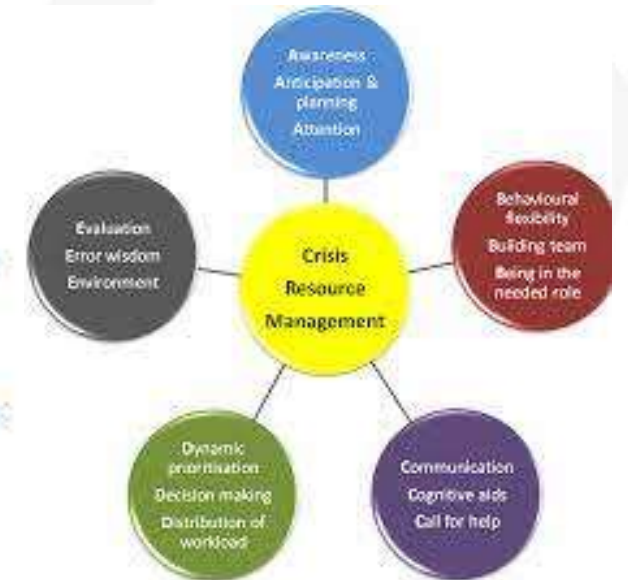 Awareness
Anticipation &
planning
Attention
Behavioural
flexibility
Building team
Being in the
needed role
Crisis
Resource
Management
Evaluation
Error wisdom
Environment
Dynamic
prioritisation
Decision making
Distribution of
workload
Communication
Cognitive aids
Call for help